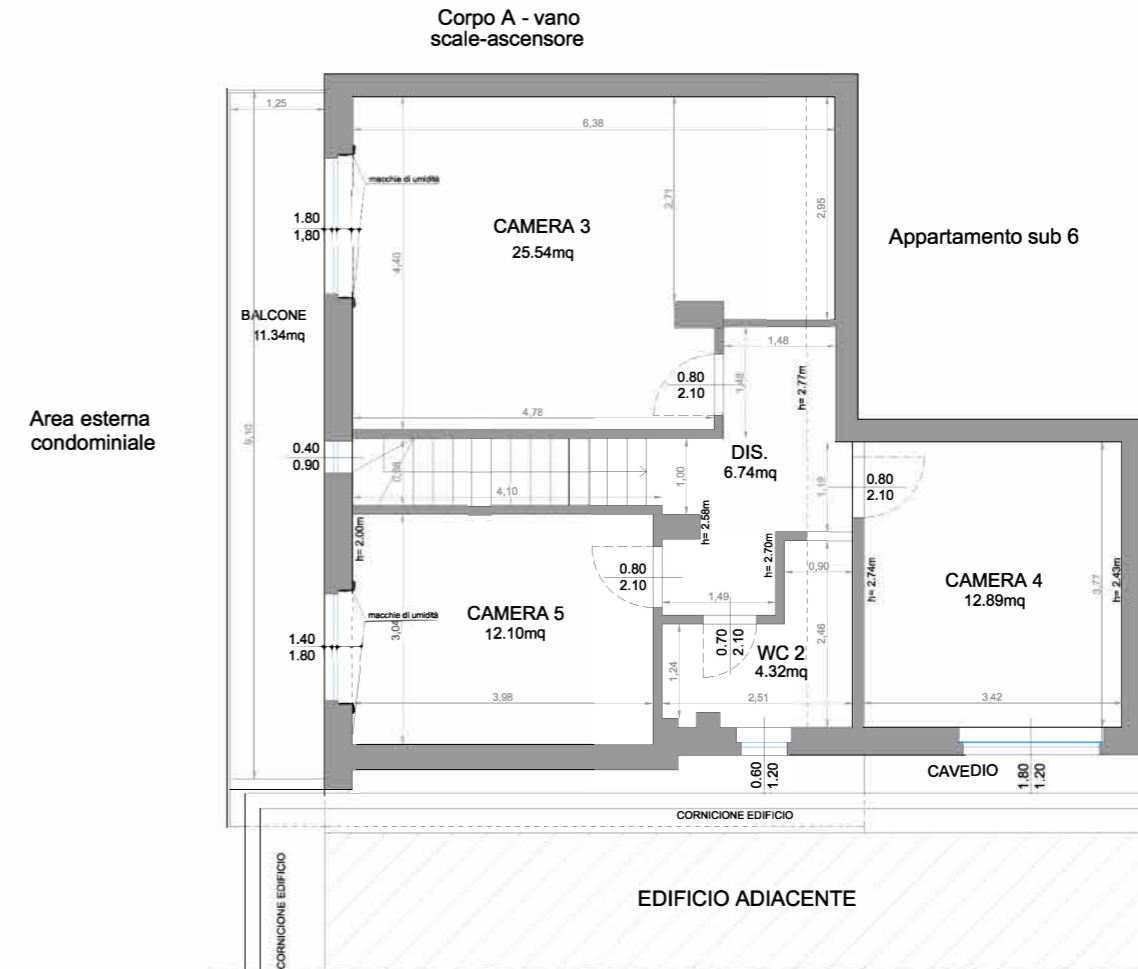 Corpo A - vano
scale-ascensore
1,25
6,38
macchie di umidità
2,71
2,95
CAMERA 3
25.54mq
1.80
1,80
4,40
Appartamento sub 6
BALCONE
11.34mq
1,48
0.80
2.10
1,48
h= 2.77m
Area esterna
condominiale
9,10
4,78
0.40
0.90
DIS.
6.74mq
4,10
1,00
1,19
0.80
2.10
h= 2.00m
h= 2.58m
h= 2.70m
0.80
2.10
0,90
h= 2.74m
CAMERA 4
12.89mq
3,77
h= 2.43m
1,49
macchie di umidità
3,04
CAMERA 5
12.10mq
1.40
1.80
0.70
2.10
WC 2
4.32mq
2,46
1,24
3,98
2,51
3.42
0.60
1.20
CAVEDIO
1.80
1.20
CORNICIONE EDIFICIO
CORNICIONE EDIFICIO
EDIFICIO ADIACENTE